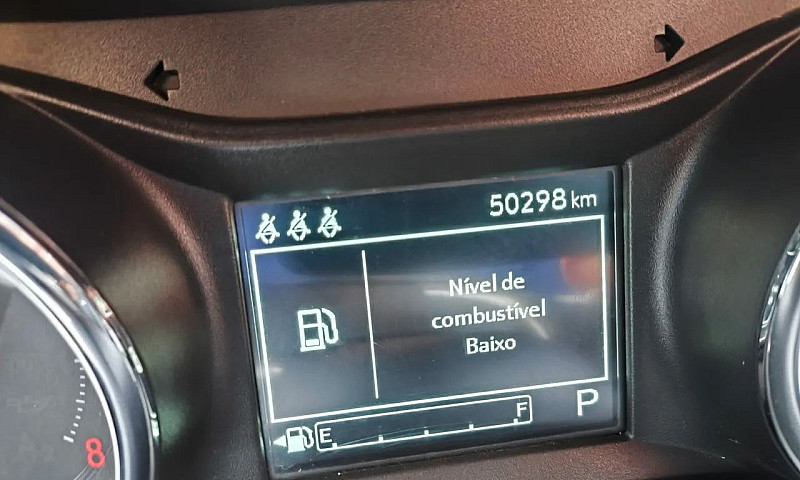 50298 km
Nível de
combustível
Baixo
P
E F
8